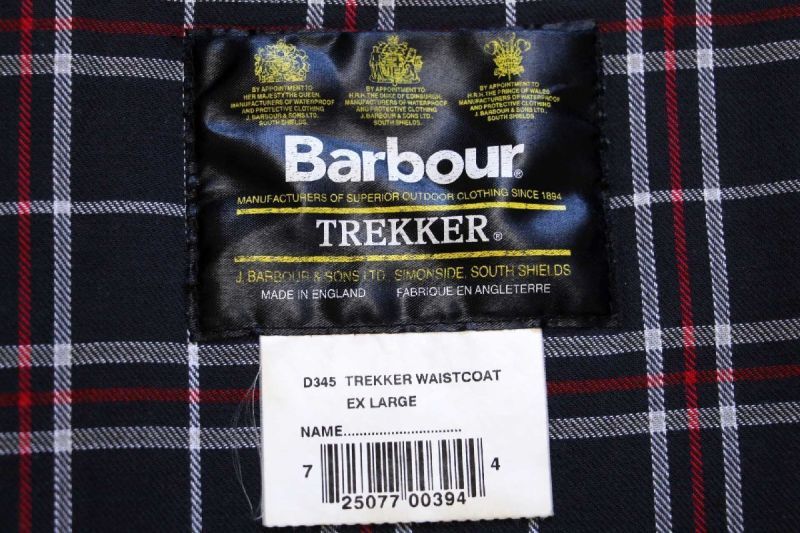 BY APPOINTMENT TO
HER MAJESTY THE QUEEN
MANUFACTURERS OF WATERPROOF
AND PROTECTIVE CLOTHING
J. BARBOUR & SONS LTD
SOUTH SHIELDS
BY APPOINTMENT TO
H.R.H. THE DUKE OF EDINBURGH
MANUFACTURERS OF WATERPROOF
AND PROTECTIVE CLOTHING
J. BARBOUR & SONS LTD.
SOUTH SHIELDS.
BY APPOINTMENT TO
H.R.H. THE PRINCE OF WALES
MANUFACTURERS OF WATERPROOF
AND PROTECTIVE CLOTHING
J. BARBOUR & SONS LTD.
SOUTH SHIELDS
Barbour®
MANUFACTURERS OF SUPERIOR OUTDOOR CLOTHING SINCE 1894
TREKKER®
J. BARBOUR & SONS LTD, SIMONSIDE, SOUTH SHIELDS
MADE IN ENGLAND FABRIQUE EN ANGLETERRE
D345 TREKKER WAISTCOAT
EX LARGE
NAME..............................
7 25077 00394 4